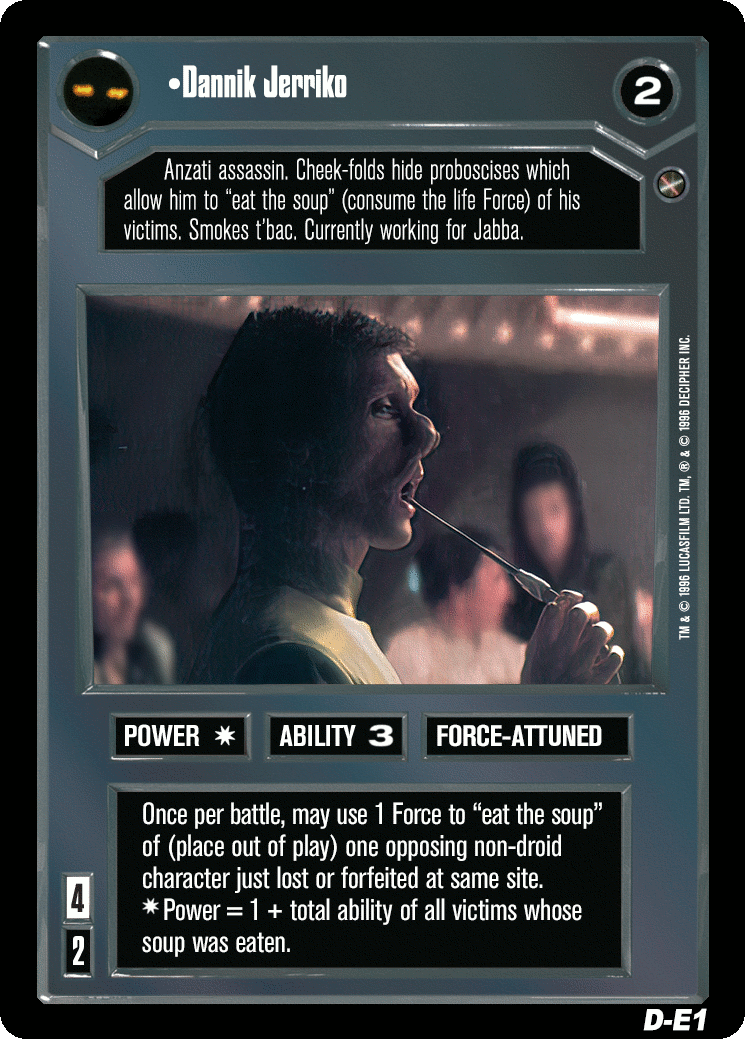 •Dannik Jerriko
2
Anzati assassin. Cheek-folds hide proboscises which
allow him to “eat the soup” (consume the life Force) of his
victims. Smokes t’bac. Currently working for Jabba.
TM & © 1996 LUCASFILM LTD. TM, ® & © 1996 DECIPHER INC.
POWER ✷
ABILITY 3
FORCE-ATTUNED
Once per battle, may use 1 Force to “eat the soup”
of (place out of play) one opposing non-droid
character just lost or forfeited at same site.
✷Power = 1 + total ability of all victims whose
soup was eaten.
4
2
D-E1